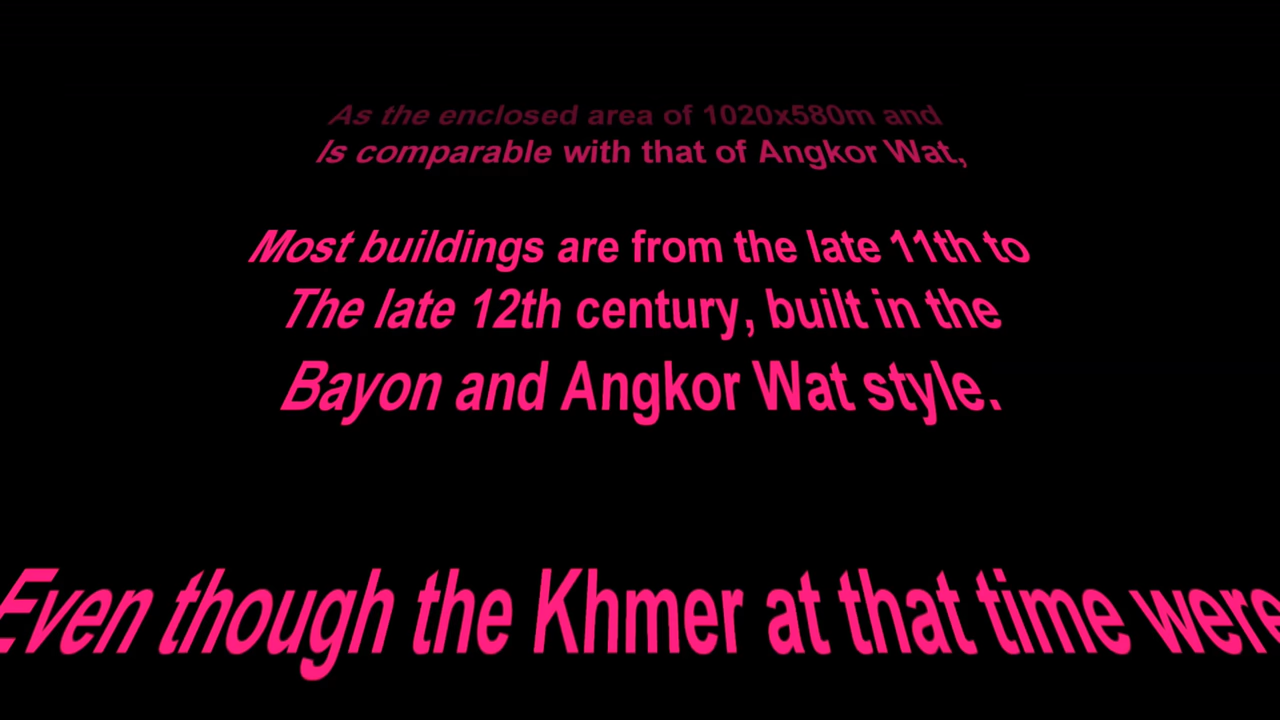 As the enclosed area of 1020x580m and
Is comparable with that of Angkor Wat,
Most buildings are from the late 11th to
The late 12th century, built in the
Bayon and Angkor Wat style.
Even though the Khmer at that time were